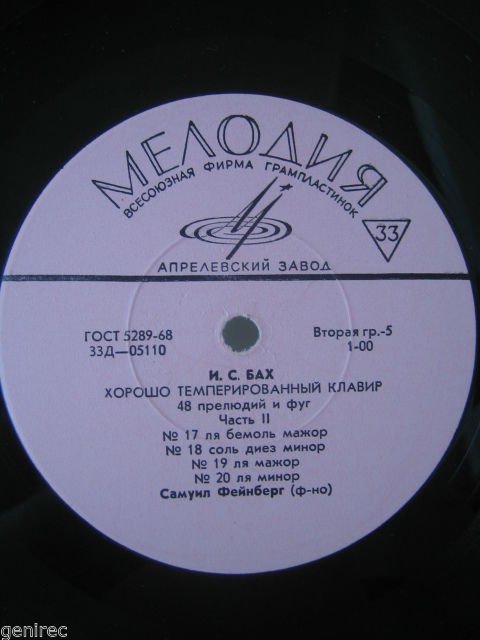 МЕЛОДИЯ
ВСЕСОЮЗНАЯ ФИРМА ГРАМПЛАСТИНОК
33
АПРЕЛЕВСКИЙ ЗАВОД
ГОСТ 5289-68
33Д—05110
Вторая гр.-5
1-00
И. С. БАХ
ХОРОШО ТЕМПЕРИРОВАННЫЙ КЛАВИР
48 прелюдий и фуг
Часть II
№ 17 ля бемоль мажор
№ 18 соль диез минор
№ 19 ля мажор
№ 20 ля минор
Самуил Фейнберг (ф-но)
genirec